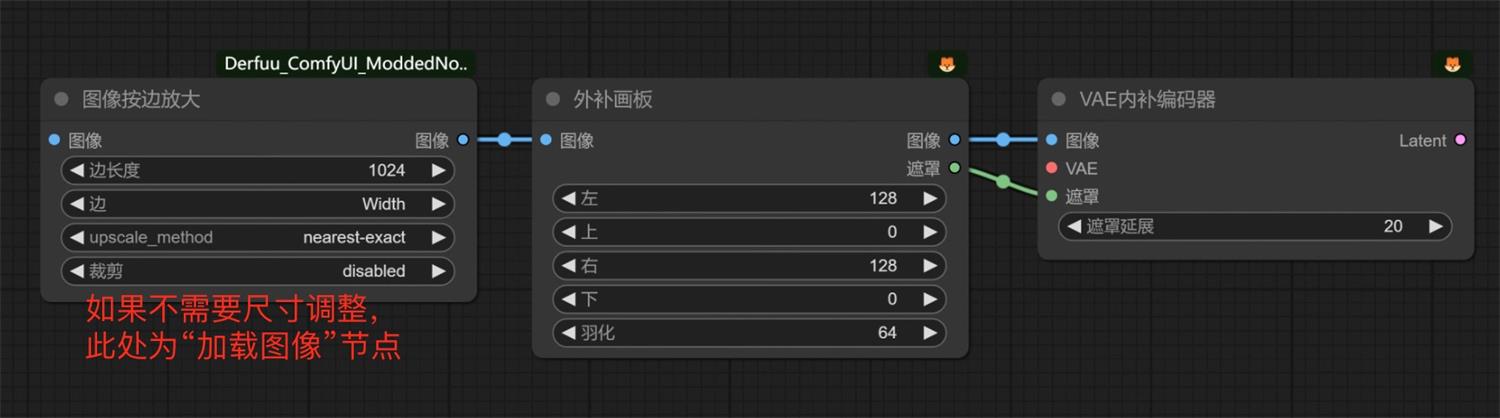 Derfuu_ComfyUI_ModdedNo..
图像按边放大
图像 图像
边长度 1024
边 Width
upscale_method nearest-exact
裁剪 disabled
如果不需要尺寸调整，
此处为“加载图像”节点
外补画板
图像 图像
遮罩
左 128
上 0
右 128
下 0
羽化 64
VAE内补编码器
图像 Latent
VAE
遮罩
遮罩延展 20